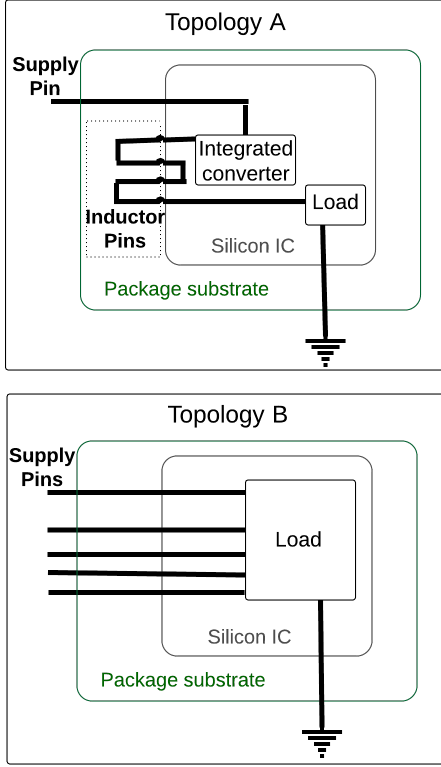 Topology A
Supply
Pin
Integrated
converter
Load
Inductor
Pins
Silicon IC
Package substrate
Topology B
Supply
Pins
Load
Silicon IC
Package substrate